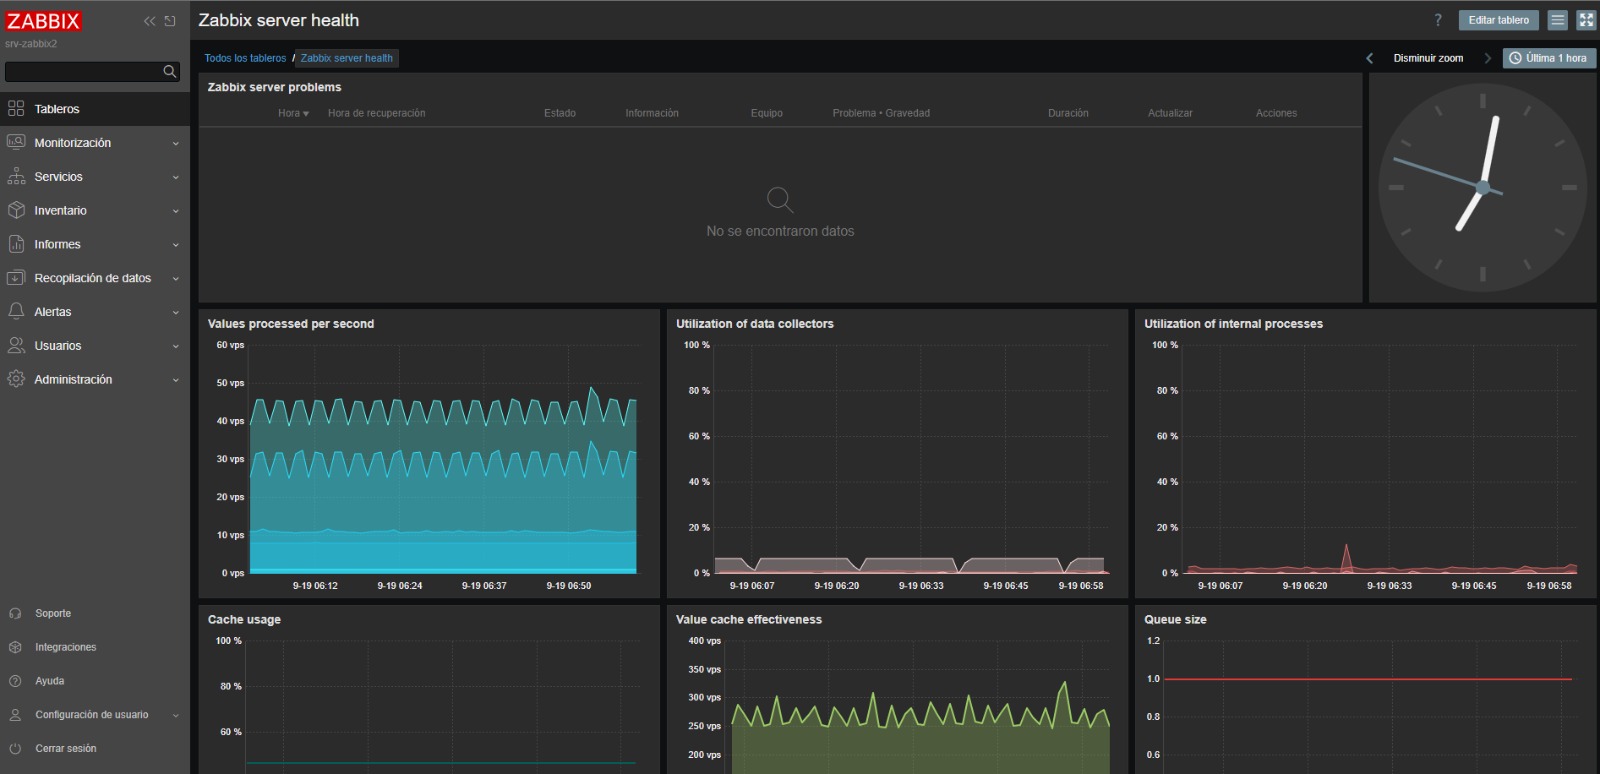 ZABBIX
srv-zabbix2
Tableros
Monitorización
Servicios
Inventario
Informes
Recopilación de datos
Alertas
Usuarios
Administración
Soporte
Integraciones
Ayuda
Configuración de usuario
Cerrar sesión
Zabbix server health
? Editar tablero
Todos los tableros / Zabbix server health
Disminuir zoom Última 1 hora
Zabbix server problems
Hora Hora de recuperación Estado Información Equipo Problema • Gravedad Duración Actualizar Acciones
No se encontraron datos
Values processed per second
60 vps
50 vps
40 vps
30 vps
20 vps
10 vps
0 vps
9-19 06:12 9-19 06:24 9-19 06:37 9-19 06:50
Utilization of data collectors
100 %
80 %
60 %
40 %
20 %
0 %
9-19 06:07 9-19 06:20 9-19 06:33 9-19 06:45 9-19 06:58
Utilization of internal processes
100 %
80 %
60 %
40 %
20 %
0 %
9-19 06:07 9-19 06:20 9-19 06:33 9-19 06:45 9-19 06:58
Cache usage
100 %
80 %
60 %
Value cache effectiveness
400 vps
350 vps
300 vps
250 vps
200 vps
Queue size
1.2
1.0
0.8
0.6